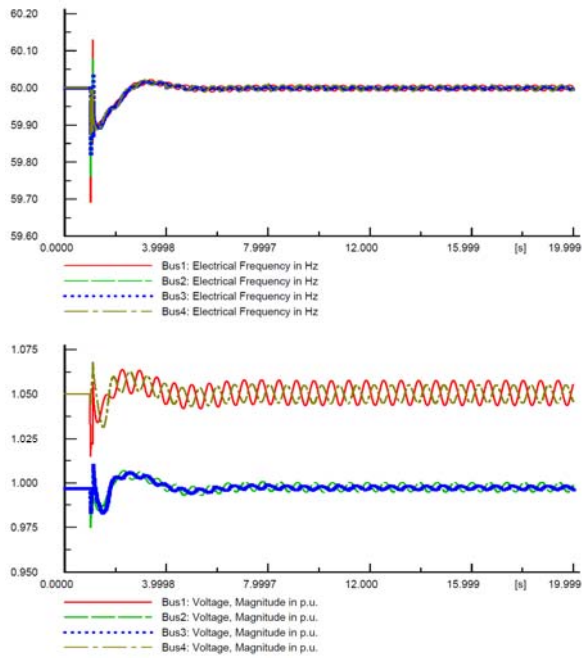 60.20
60.10
60.00
59.90
59.80
59.70
59.60
0.0000 3.9998 7.9997 12.000 15.999 [s] 19.999
Bus1: Electrical Frequency in Hz
Bus2: Electrical Frequency in Hz
Bus3: Electrical Frequency in Hz
Bus4: Electrical Frequency in Hz
1.075
1.050
1.025
1.000
0.975
0.950
0.0000 3.9998 7.9997 12.000 15.999 [s] 19.999
Bus1: Voltage, Magnitude in p.u.
Bus2: Voltage, Magnitude in p.u.
Bus3: Voltage, Magnitude in p.u.
Bus4: Voltage, Magnitude in p.u.